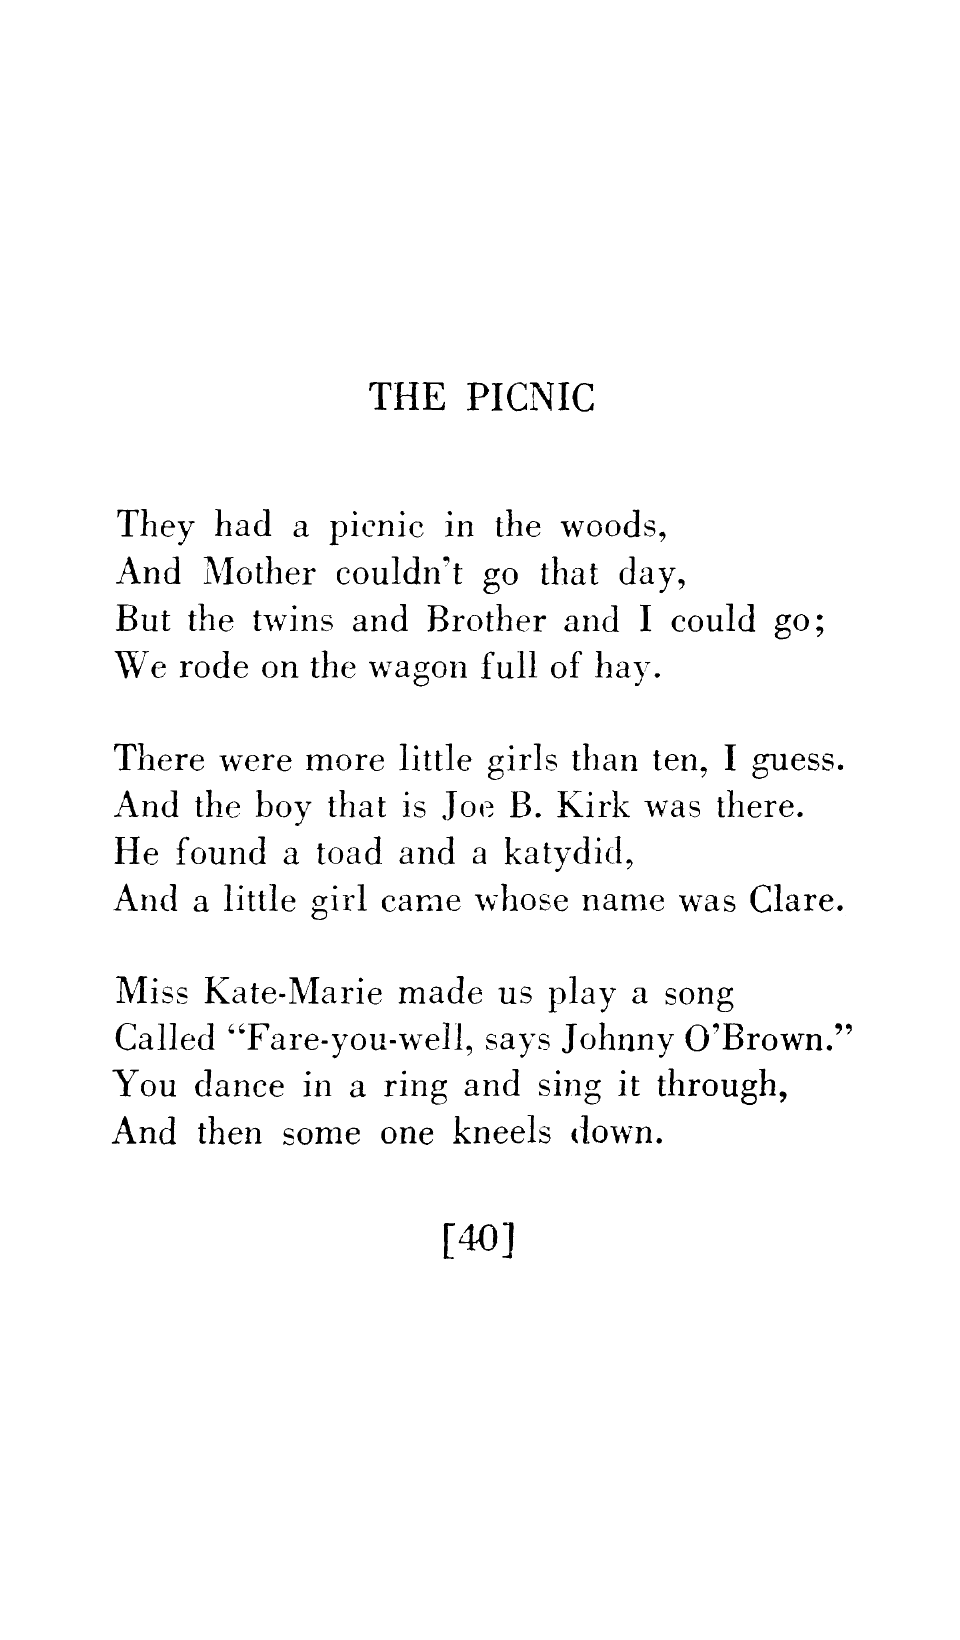 THE PICNIC
They had a picnic in the woods,
And Mother couldn't go that day,
But the twins and Brother and I could go;
We rode on the wagon full of hay.
There were more little girls than ten, I guess.
And the boy that is Joe B. Kirk was there.
He found a toad and a katydid,
And a little girl came whose name was Clare.
Miss Kate-Marie made us play a song
Called “Fare-you-well, says Johnny O'Brown.”
You dance in a ring and sing it through,
And then some one kneels down.
[40]